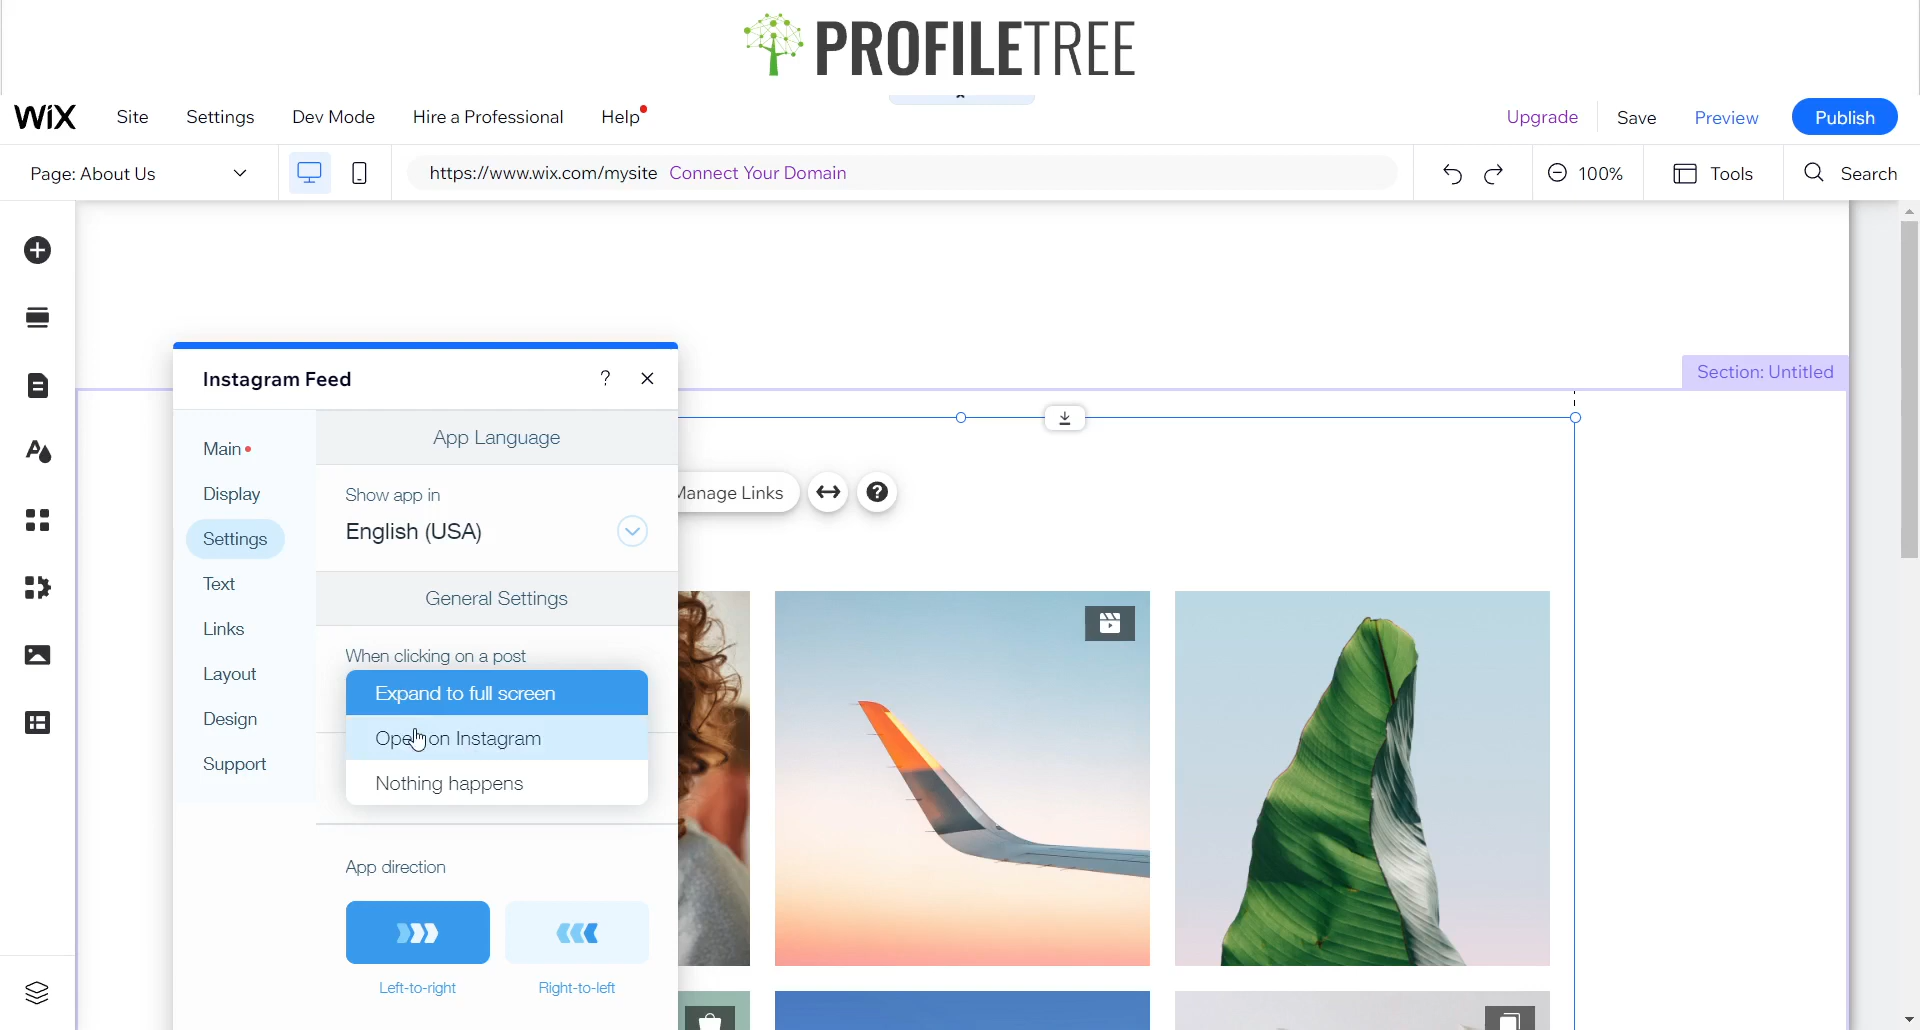 PROFILETREE
WiX Site Settings Dev Mode Hire a Professional Help Upgrade Save Preview Publish
Page: About Us https://www.wix.com/mysite Connect Your Domain 100% Tools Search
Section: Untitled
Instagram Feed ? ×
Main
Display
Settings
Text
Links
Layout
Design
Support
App Language
Show app in
English (USA)
General Settings
When clicking on a post
Expand to full screen
Open on Instagram
Nothing happens
App direction
Left-to-right
Right-to-left
Manage Links ?